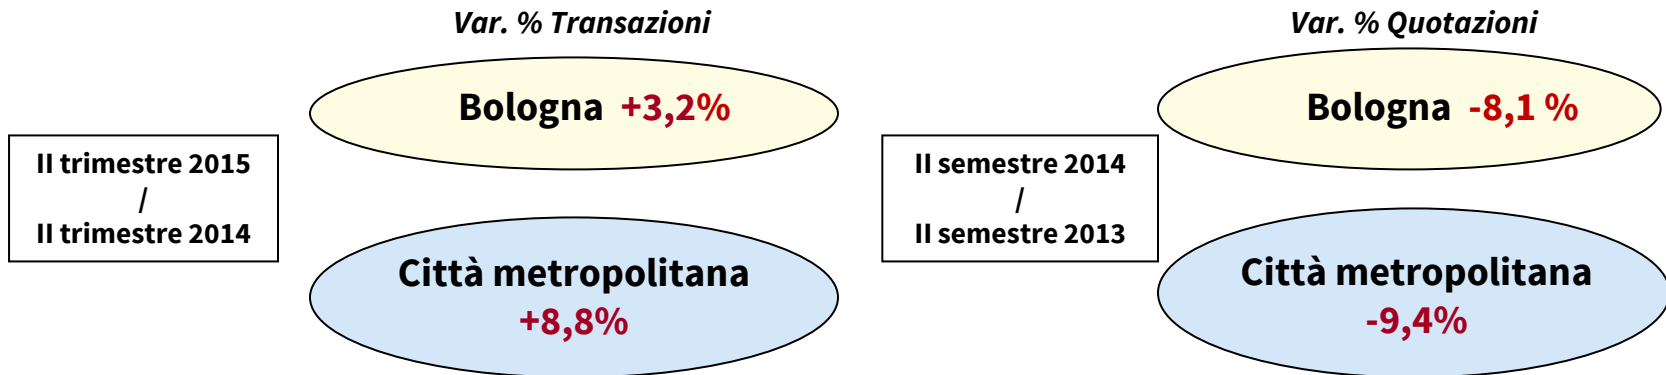 Var. % Transazioni
Bologna +3,2%
II trimestre 2015
/
II trimestre 2014
Città metropolitana
+8,8%
Var. % Quotazioni
Bologna -8,1 %
II semestre 2014
/
II semestre 2013
Città metropolitana
-9,4%